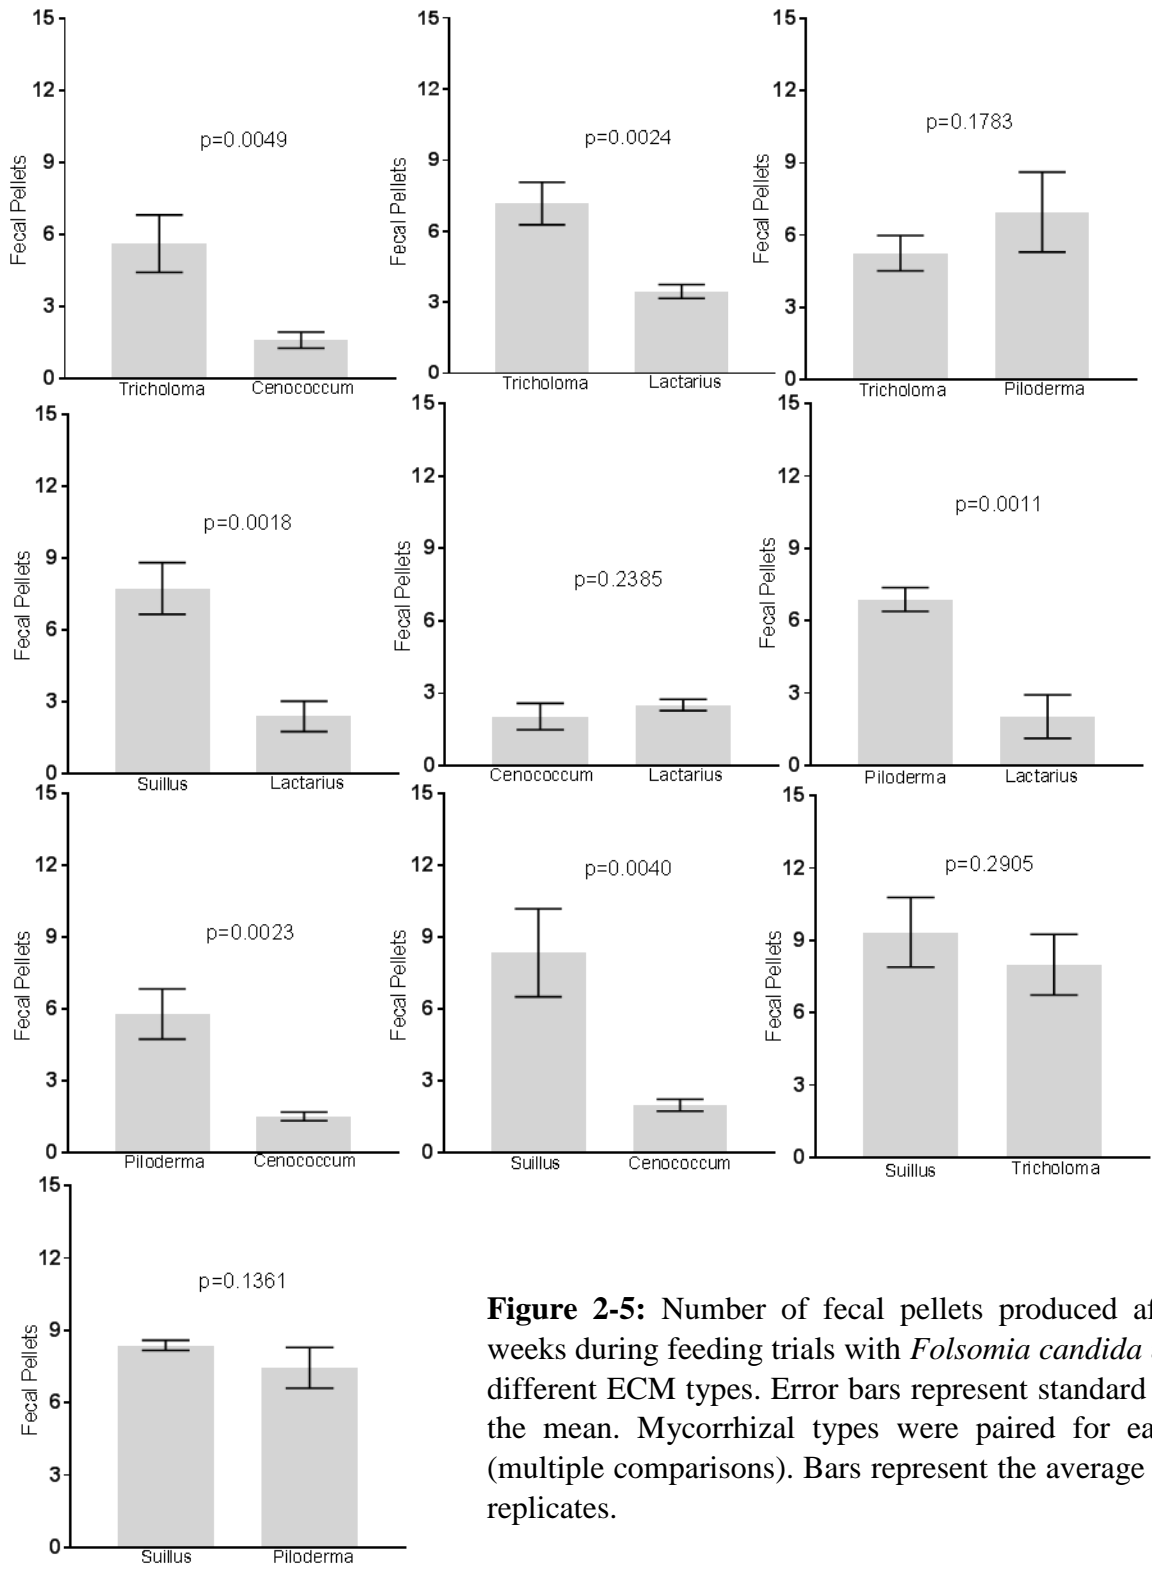 15
12
9
6
3
0
Fecal Pellets
p=0.0049
Tricholoma Cenococcum
15
12
9
6
3
0
Fecal Pellets
p=0.0024
Tricholoma Lactarius
15
12
9
6
3
0
Fecal Pellets
p=0.1783
Tricholoma Piloderma
15
12
9
6
3
0
Fecal Pellets
p=0.0018
Suillus Lactarius
15
12
9
6
3
0
Fecal Pellets
p=0.2385
Cenococcum Lactarius
15
12
9
6
3
0
Fecal Pellets
p=0.0011
Piloderma Lactarius
15
12
9
6
3
0
Fecal Pellets
p=0.0023
Piloderma Cenococcum
15
12
9
6
3
0
Fecal Pellets
p=0.0040
Suillus Cenococcum
15
12
9
6
3
0
Fecal Pellets
p=0.2905
Suillus Tricholoma
15
12
9
6
3
0
Fecal Pellets
p=0.1361
Suillus Piloderma
Figure 2-5: Number of fecal pellets produced af
weeks during feeding trials with Folsomia candida
different ECM types. Error bars represent standard
the mean. Mycorrhizal types were paired for ea
(multiple comparisons). Bars represent the average
replicates.